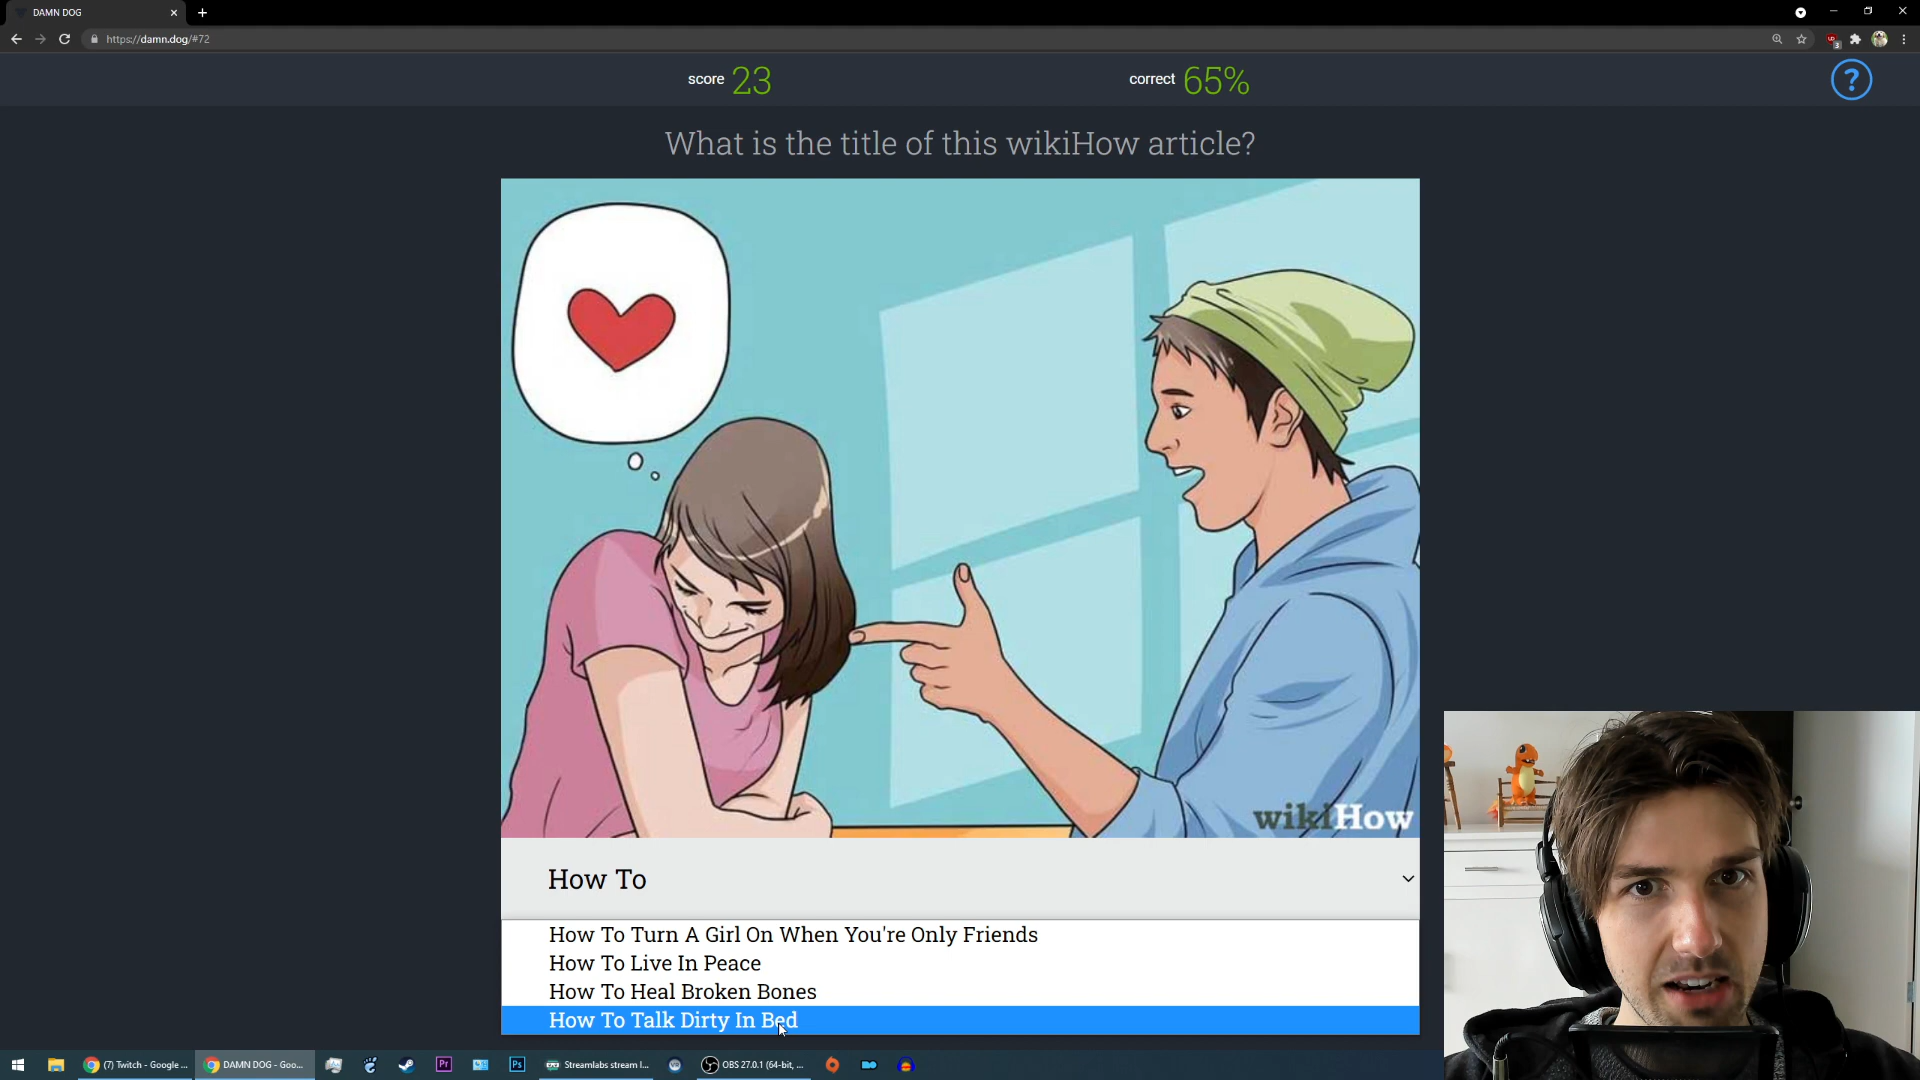 DAMN DOG
https://damn.dog/#72
score 23
correct 65%
?
What is the title of this wikiHow article?
wikiHow
How To
How To Turn A Girl On When You're Only Friends
How To Live In Peace
How To Heal Broken Bones
How To Talk Dirty In Bed
(7) Twitch - Google ...
DAMN DOG - Goo...
Pr
Ps
Streamlabs stream l...
OBS 27.0.1 (64-bit, ...